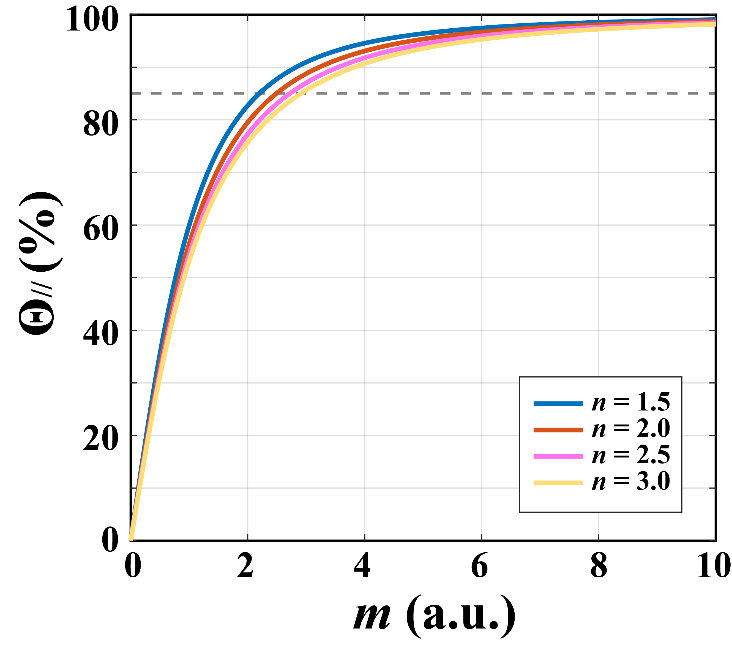 100
80
60
40
20
0
Θ// (%)
0 2 4 6 8 10
m (a.u.)
n = 1.5
n = 2.0
n = 2.5
n = 3.0